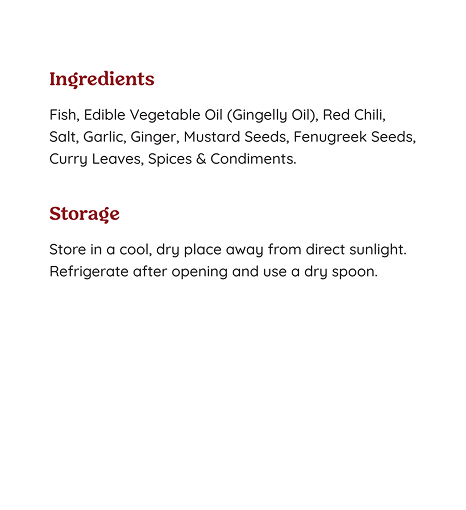 Ingredients
Fish, Edible Vegetable Oil (Gingelly Oil), Red Chili,
Salt, Garlic, Ginger, Mustard Seeds, Fenugreek Seeds,
Curry Leaves, Spices & Condiments.
Storage
Store in a cool, dry place away from direct sunlight.
Refrigerate after opening and use a dry spoon.